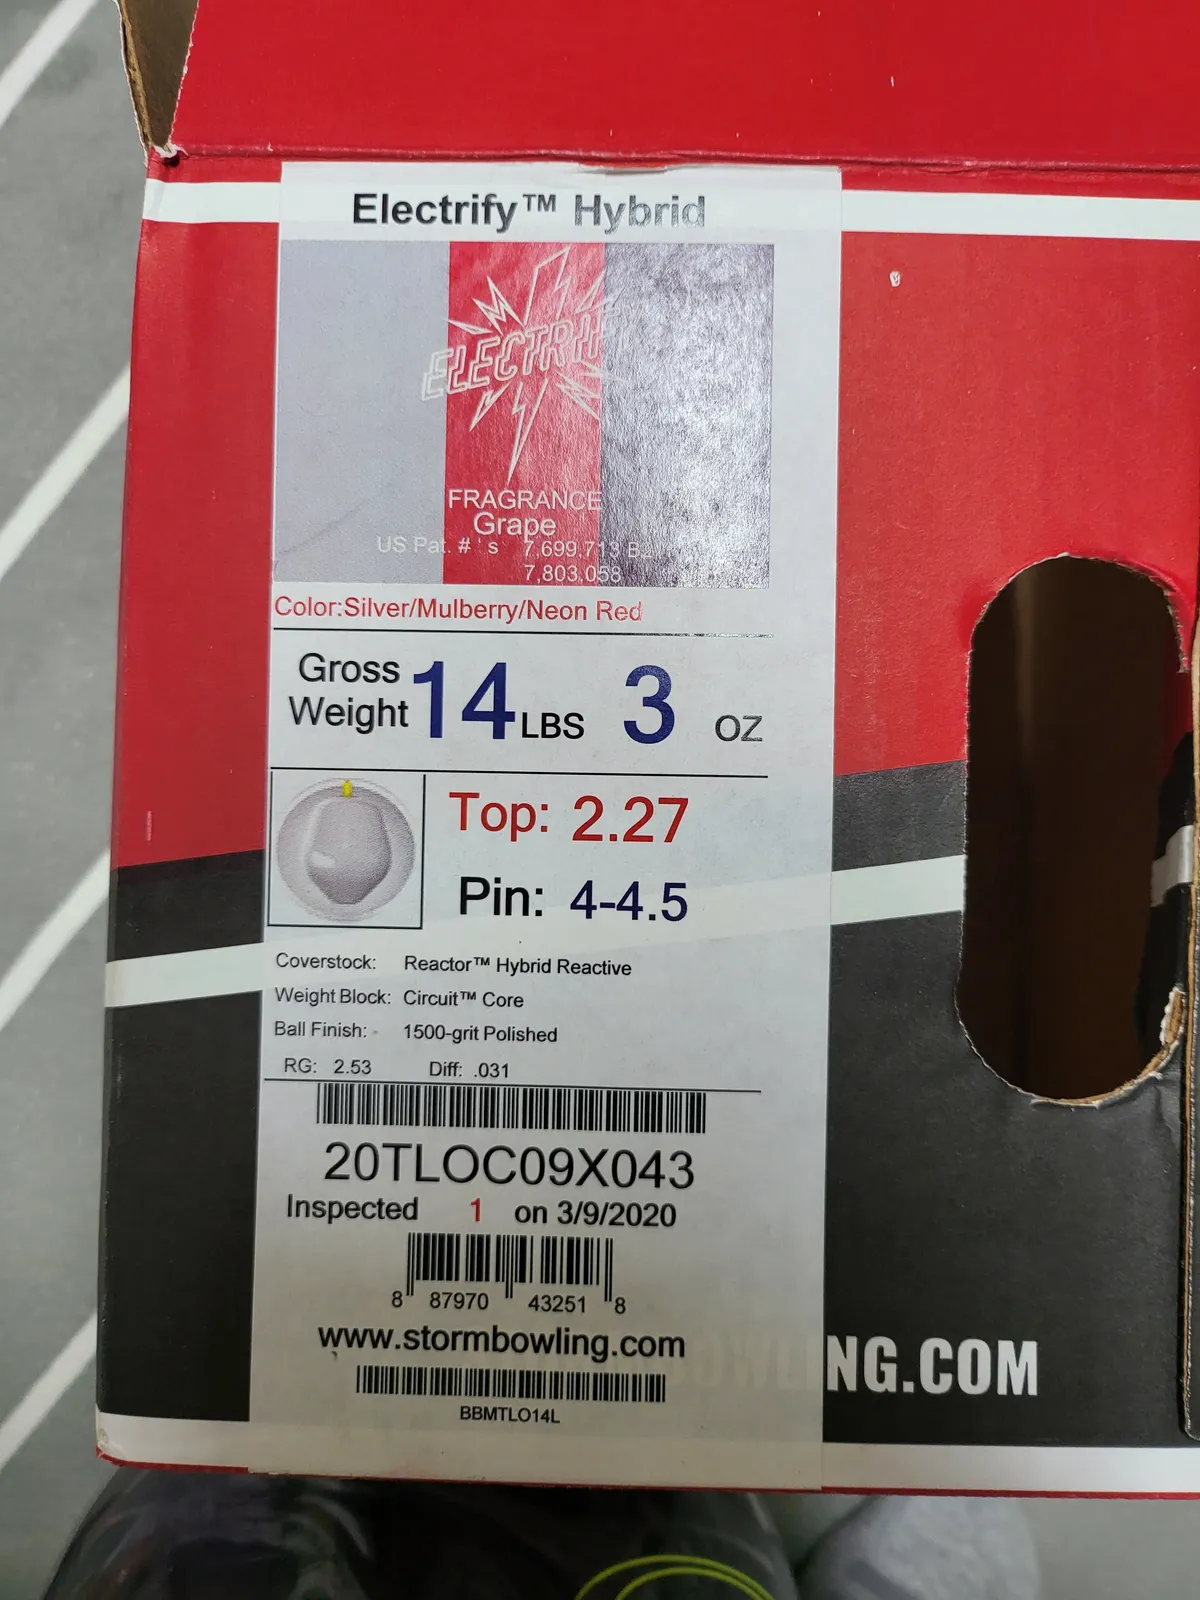 Electrify™ Hybrid
ELECTRIFY
FRAGRANCE
Grape
US Pat. # ' s 7,699,713 B2
7,803,058
Color:Silver/Mulberry/Neon Red
Gross Weight 14 LBS 3 OZ
Top: 2.27
Pin: 4-4.5
Coverstock: Reactor™ Hybrid Reactive
Weight Block: Circuit™ Core
Ball Finish: 1500-grit Polished
RG: 2.53 Diff: .031
20TLOC09X043
Inspected 1 on 3/9/2020
8 87970 43251 8
www.stormbowling.com
OWLING.COM
BBMTLO14L